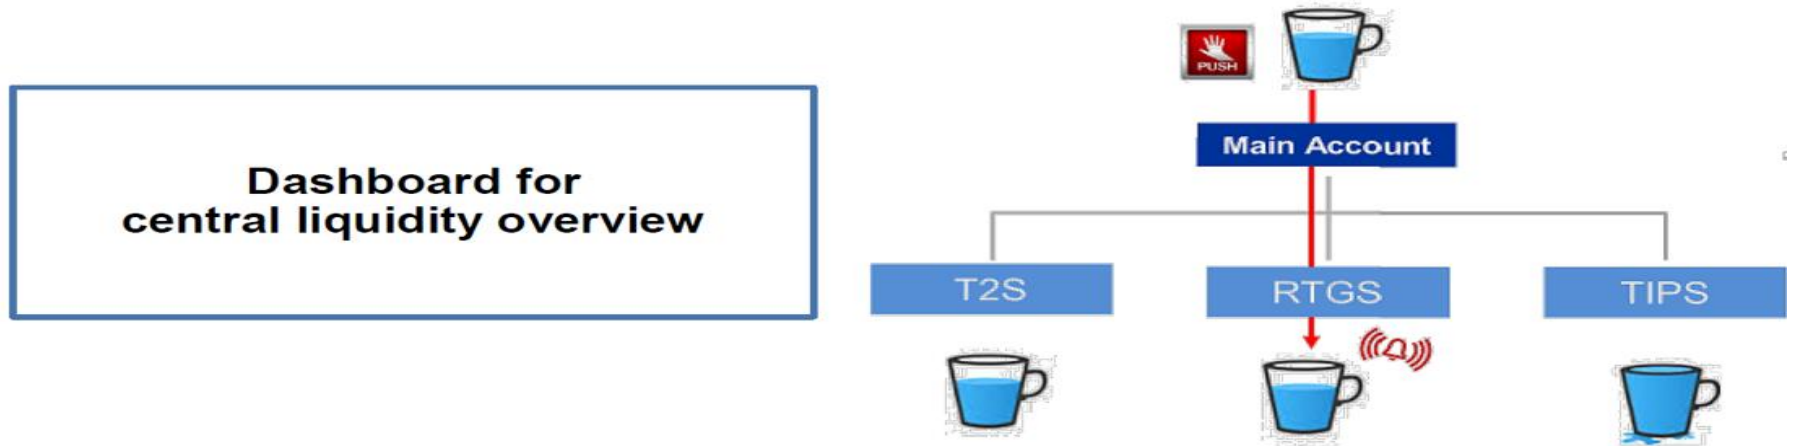 PUSH
Main Account
Dashboard for
central liquidity overview
T2S
RTGS
TIPS